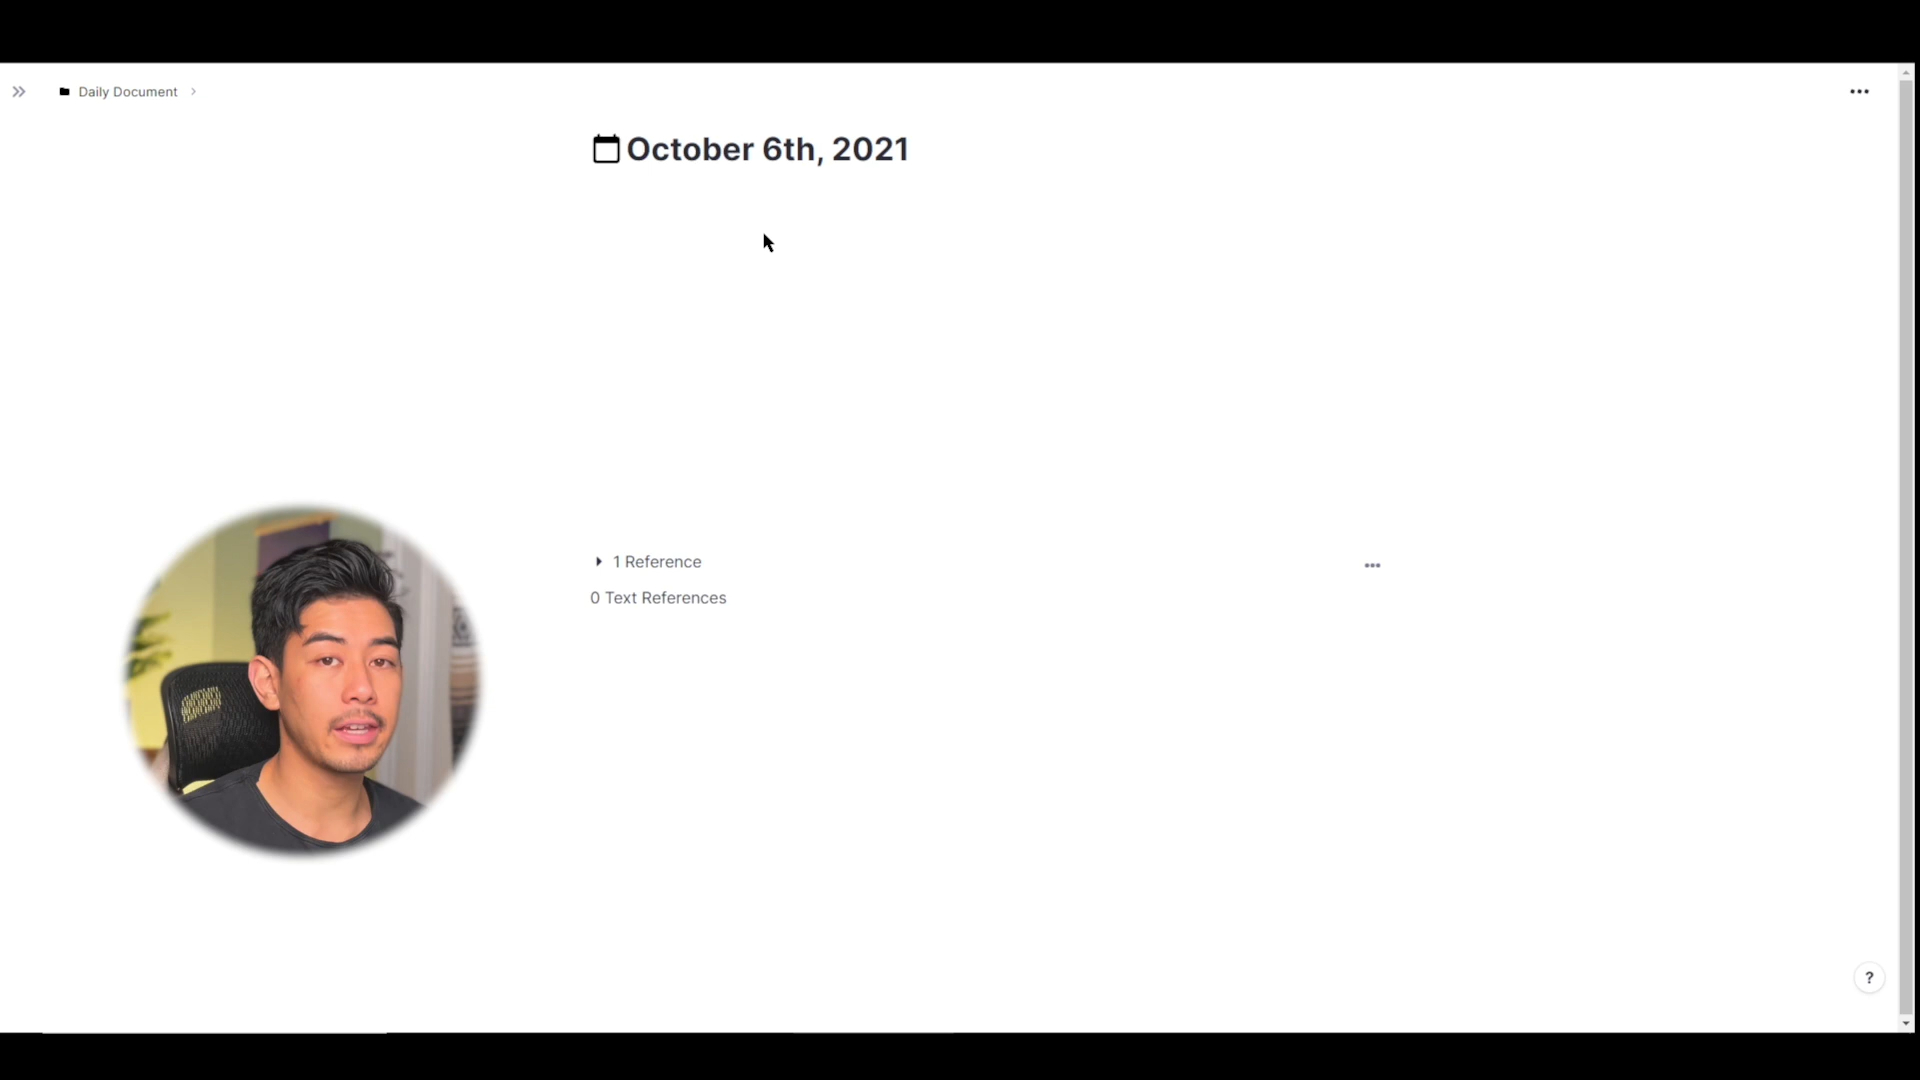 Daily Document
October 6th, 2021
1 Reference
0 Text References
?